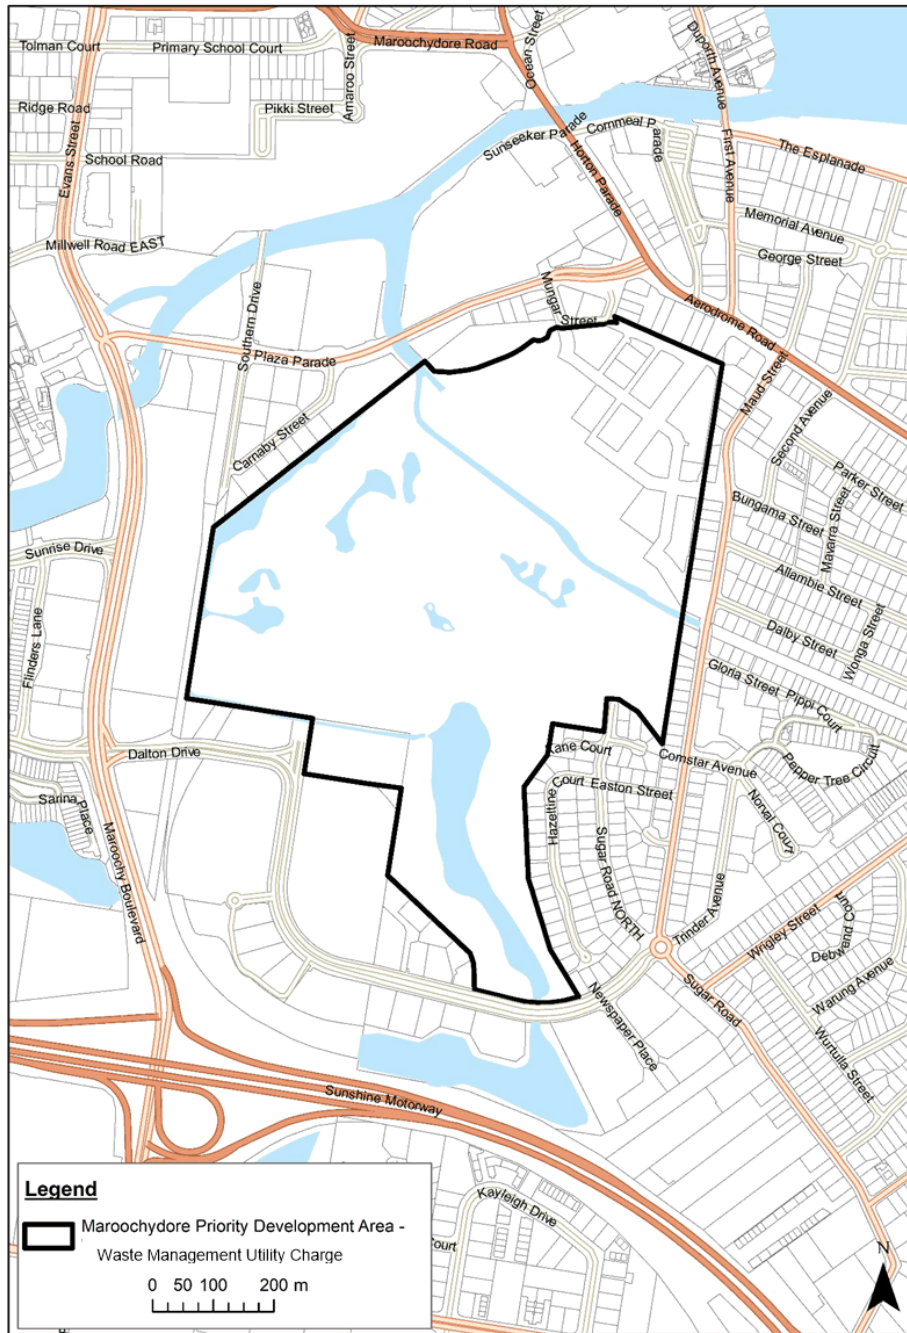 Tolman Court
Primary School Court
Amaroo Street
Maroochydore Road
Ocean Street
Duporth Avenue
Ridge Road
Pikki Street
Evans Street
School Road
Sunseeker Parade
Cornmeal Parade
Horton Parade
First Avenue
The Esplanade
Millwell Road EAST
Memorial Avenue
George Street
Southern Drive
Mungar Street
Aerodrome Road
Plaza Parade
Maud Street
Carnaby Street
Second Avenue
Parker Street
Bungama Street
Mavarra Street
Sunrise Drive
Allambie Street
Flinders Lane
Dalby Street
Wonga Street
Gloria Street
Pippi Court
Dalton Drive
Kane Court
Comstar Avenue
Pepper Tree Circuit
Hazeltine Court
Easton Street
Norval Court
Sarina Place
Maroochy Boulevard
Sugar Road NORTH
Trinder Avenue
Wrigley Street
Debwend Court
Sugar Road
Warung Avenue
Newspaper Place
Wurtulla Street
Sunshine Motorway
Kayleigh Drive
Court
N
Legend
Maroochydore Priority Development Area -
Waste Management Utility Charge
0 50 100 200 m